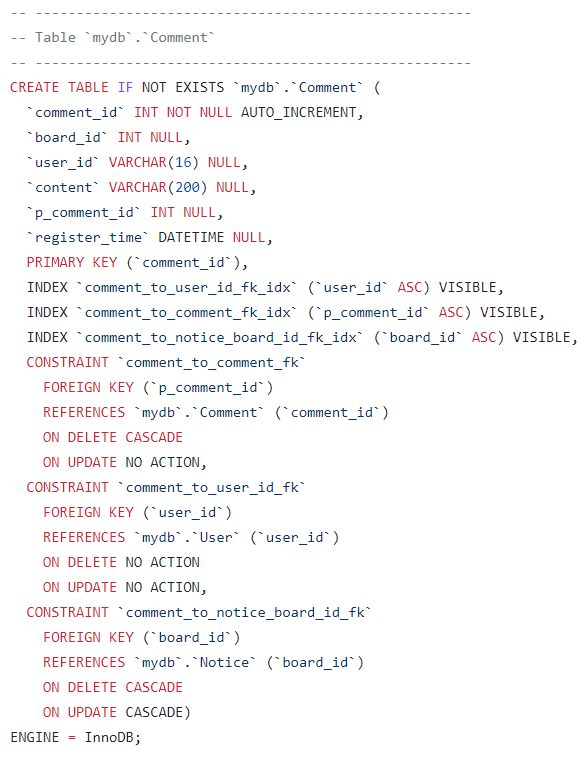 -- -----------------------------------------------------
-- Table `mydb`.`Comment`
-- -----------------------------------------------------
CREATE TABLE IF NOT EXISTS `mydb`.`Comment` (
  `comment_id` INT NOT NULL AUTO_INCREMENT,
  `board_id` INT NULL,
  `user_id` VARCHAR(16) NULL,
  `content` VARCHAR(200) NULL,
  `p_comment_id` INT NULL,
  `register_time` DATETIME NULL,
  PRIMARY KEY (`comment_id`),
  INDEX `comment_to_user_id_fk_idx` (`user_id` ASC) VISIBLE,
  INDEX `comment_to_comment_fk_idx` (`p_comment_id` ASC) VISIBLE,
  INDEX `comment_to_notice_board_id_fk_idx` (`board_id` ASC) VISIBLE,
  CONSTRAINT `comment_to_comment_fk`
    FOREIGN KEY (`p_comment_id`)
    REFERENCES `mydb`.`Comment` (`comment_id`)
    ON DELETE CASCADE
    ON UPDATE NO ACTION,
  CONSTRAINT `comment_to_user_id_fk`
    FOREIGN KEY (`user_id`)
    REFERENCES `mydb`.`User` (`user_id`)
    ON DELETE NO ACTION
    ON UPDATE NO ACTION,
  CONSTRAINT `comment_to_notice_board_id_fk`
    FOREIGN KEY (`board_id`)
    REFERENCES `mydb`.`Notice` (`board_id`)
    ON DELETE CASCADE
    ON UPDATE CASCADE)
ENGINE = InnoDB;